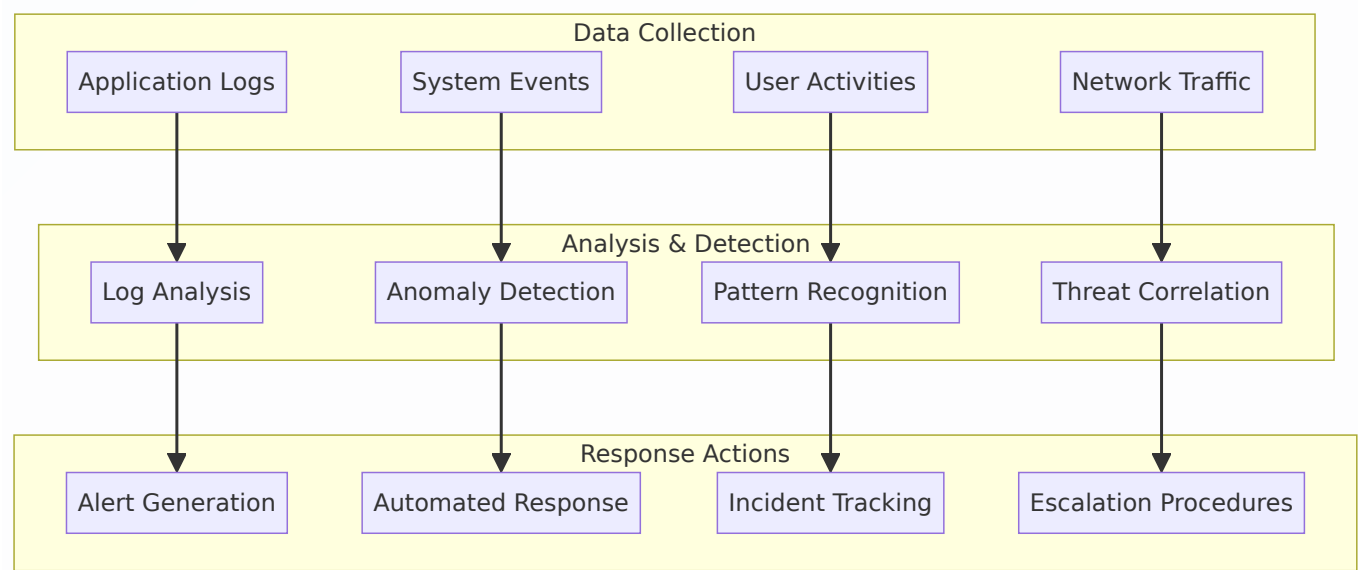 Data Collection
Application Logs
System Events
User Activities
Network Traffic
Analysis & Detection
Log Analysis
Anomaly Detection
Pattern Recognition
Threat Correlation
Response Actions
Alert Generation
Automated Response
Incident Tracking
Escalation Procedures